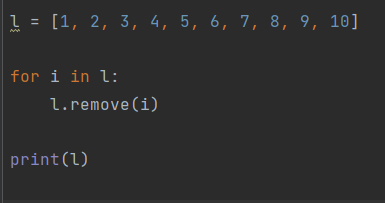 l = [1, 2, 3, 4, 5, 6, 7, 8, 9, 10]
for i in l:
    l.remove(i)
print(l)